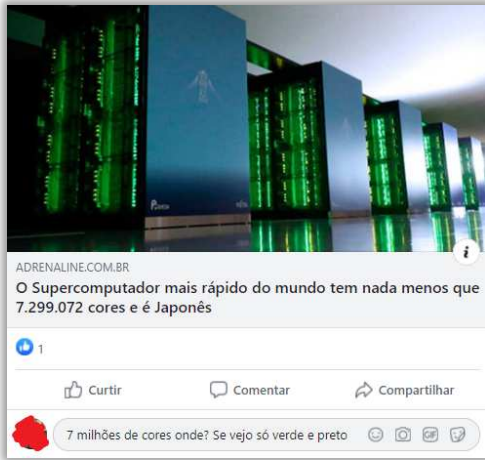 ADRENALINE.COM.BR
O Supercomputador mais rápido do mundo tem nada menos que
7.299.072 cores e é Japonês
1
Curtir
Comentar
Compartilhar
7 milhões de cores onde? Se vejo só verde e preto
GIF